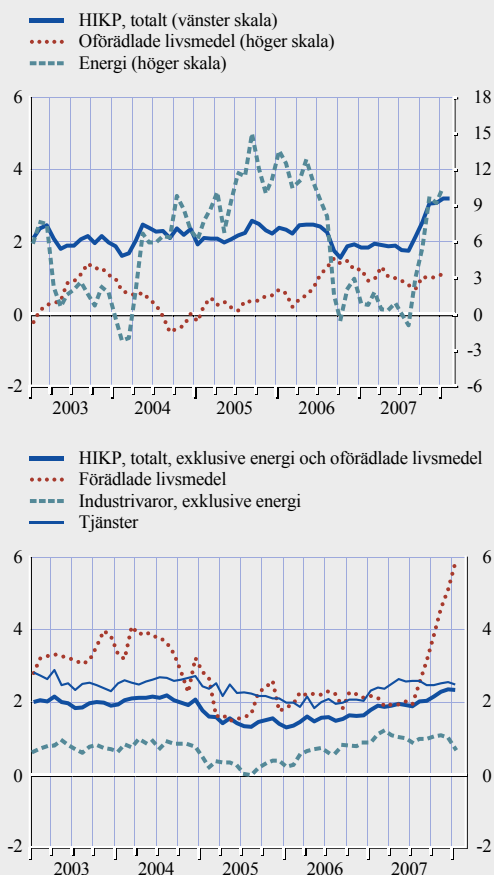 HIKP, totalt (vänster skala)
Oförädlade livsmedel (höger skala)
Energi (höger skala)
6 18
15
4 12
9
2 6
3
0 0
-3
-2 -6
2003 2004 2005 2006 2007
HIKP, totalt, exklusive energi och oförädlade livsmedel
Förädlade livsmedel
Industrivaror, exklusive energi
Tjänster
6 6
4 4
2 2
0 0
-2 -2
2003 2004 2005 2006 2007